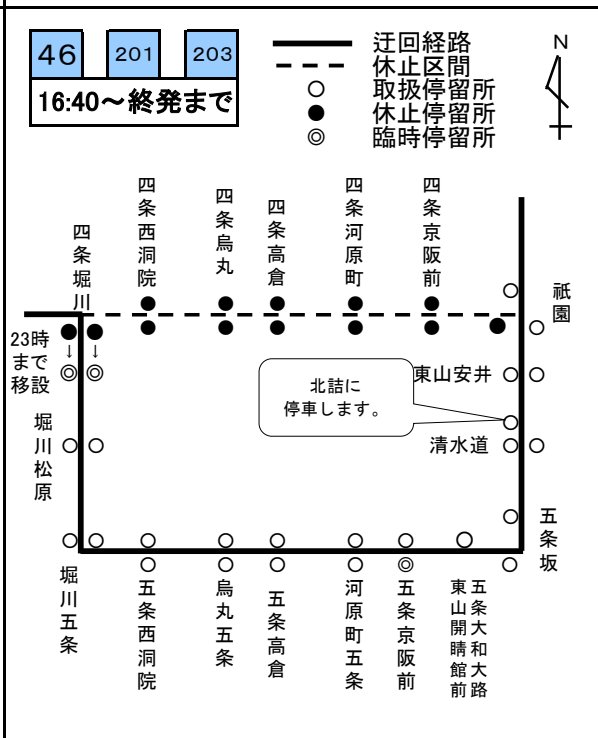 46
201
203
16:40～終発まで
迂回経路
休止区間
取扱停留所
休止停留所
臨時停留所
N
四条堀川
四条西洞院
四条烏丸
四条高倉
四条河原町
四条京阪前
祇園
23時
まで
移設
↓
↓
東山安井
北詰に
停車します。
清水道
堀川松原
五条坂
堀川五条
五条西洞院
烏丸五条
五条高倉
河原町五条
五条京阪前
五条大和大路
東山開睛館前